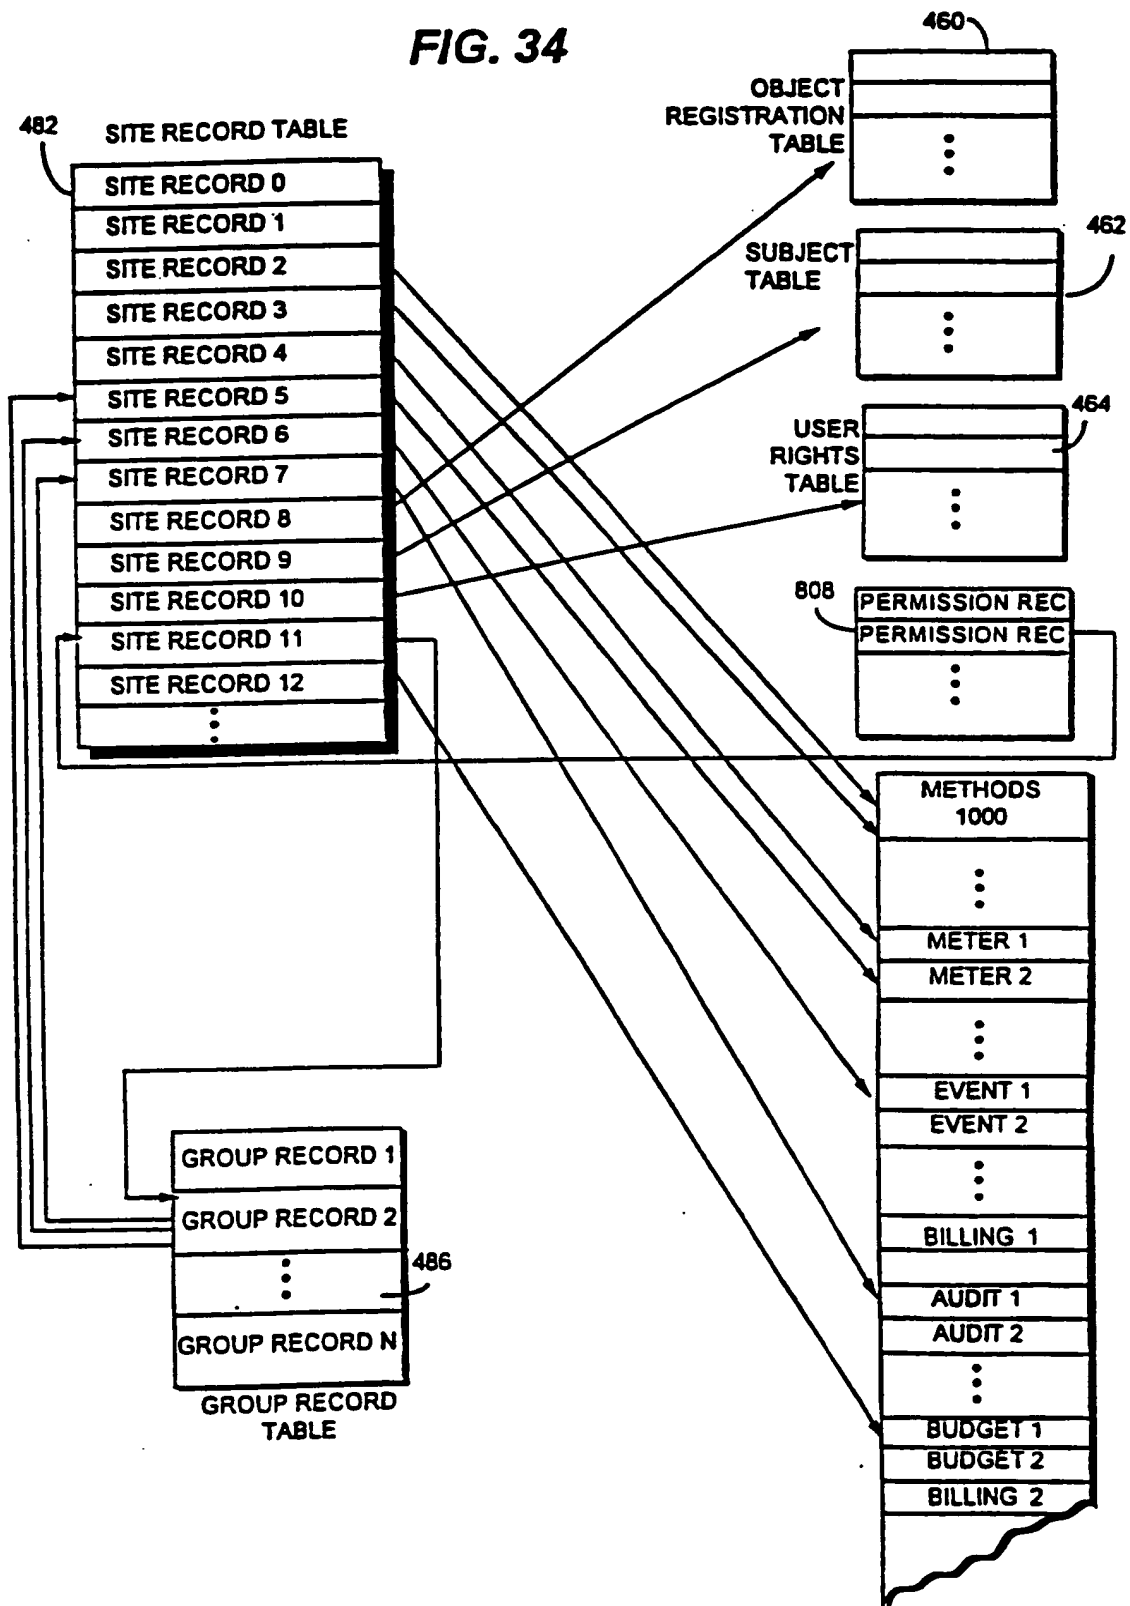 FIG. 34
482
SITE RECORD TABLE
SITE RECORD 0
SITE RECORD 1
SITE RECORD 2
SITE RECORD 3
SITE RECORD 4
SITE RECORD 5
SITE RECORD 6
SITE RECORD 7
SITE RECORD 8
SITE RECORD 9
SITE RECORD 10
SITE RECORD 11
SITE RECORD 12
460
OBJECT
REGISTRATION
TABLE
462
SUBJECT
TABLE
464
USER
RIGHTS
TABLE
808
PERMISSION REC
PERMISSION REC
METHODS
1000
METER 1
METER 2
EVENT 1
EVENT 2
BILLING 1
AUDIT 1
AUDIT 2
BUDGET 1
BUDGET 2
BILLING 2
GROUP RECORD 1
GROUP RECORD 2
486
GROUP RECORD N
GROUP RECORD
TABLE